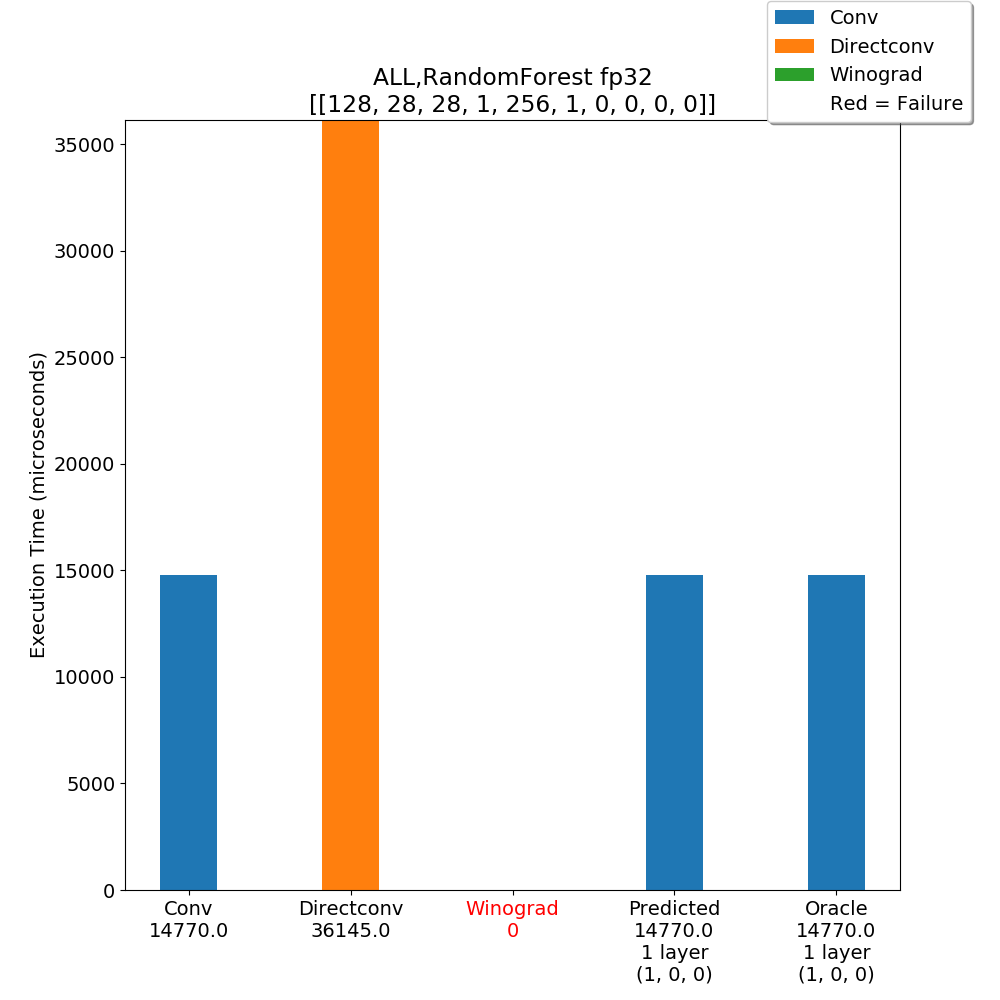 Conv
Directconv
Winograd
Red = Failure
ALL,RandomForest fp32
[[128, 28, 28, 1, 256, 1, 0, 0, 0, 0]]
Execution Time (microseconds)
35000
30000
25000
20000
15000
10000
5000
0
Conv
14770.0
Directconv
36145.0
Winograd
0
Predicted
14770.0
1 layer
(1, 0, 0)
Oracle
14770.0
1 layer
(1, 0, 0)